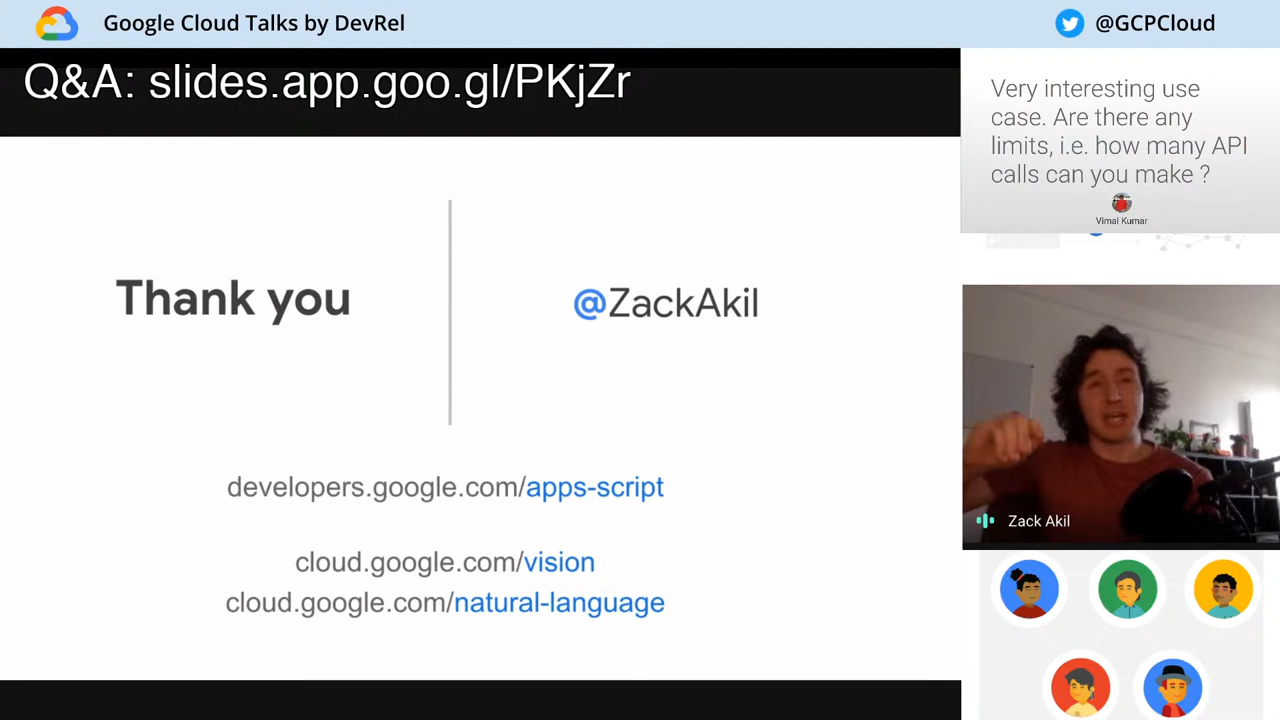 Google Cloud Talks by DevRel
@GCPCloud
Q&A: slides.app.goo.gl/PKjZr
Very interesting use
case. Are there any
limits, i.e. how many API
calls can you make ?
Vimal Kumar
Thank you
@ZackAkil
developers.google.com/apps-script
cloud.google.com/vision
cloud.google.com/natural-language
Zack Akil